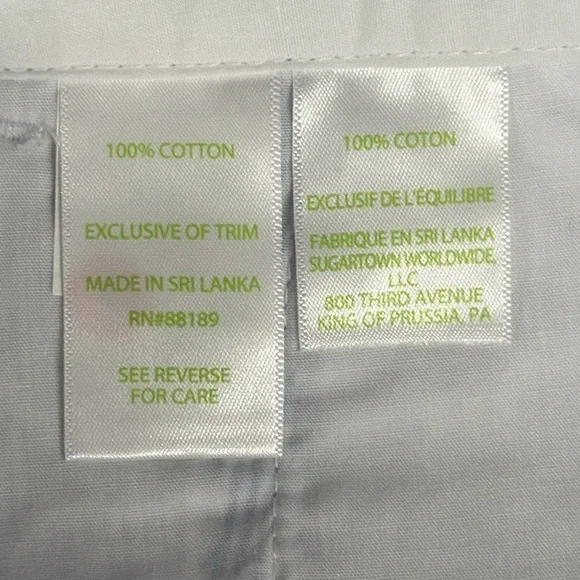 100% COTTON
EXCLUSIVE OF TRIM
MADE IN SRI LANKA
RN#88189
SEE REVERSE
FOR CARE
100% COTON
EXCLUSIF DE L'ÉQUILIBRE
FABRIQUE EN SRI LANKA
SUGARTOWN WORLDWIDE,
LLC
800 THIRD AVENUE
KING OF PRUSSIA, PA